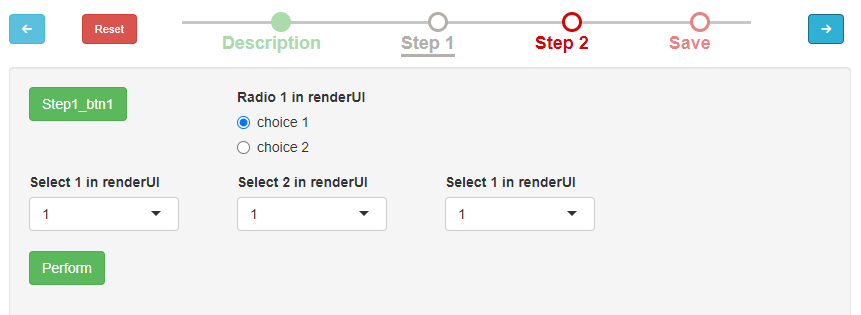 Reset
Description
Step 1
Step 2
Save
Step1_btn1
Radio 1 in renderUI
choice 1
choice 2
Select 1 in renderUI
Select 2 in renderUI
Select 1 in renderUI
1
1
1
Perform